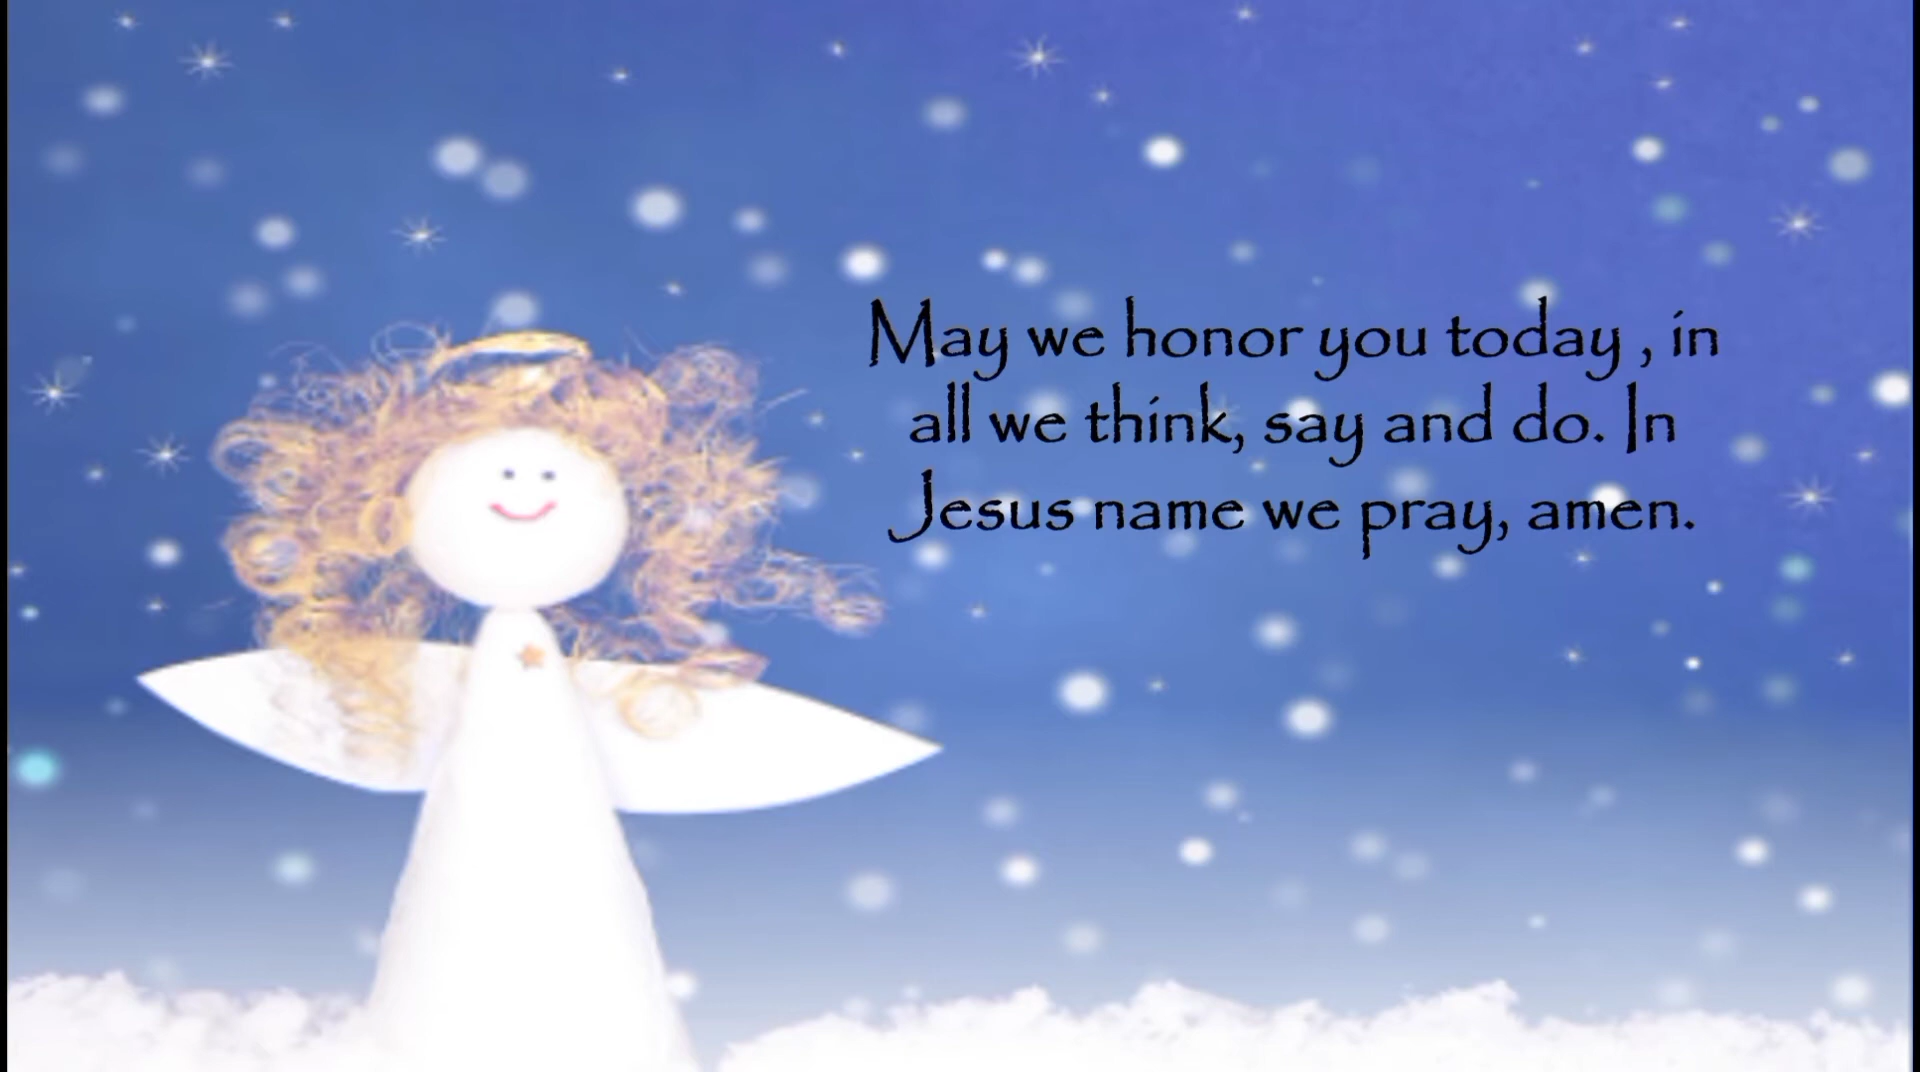 May we honor you today , in
all we think, say and do. In
Jesus name we pray, amen.